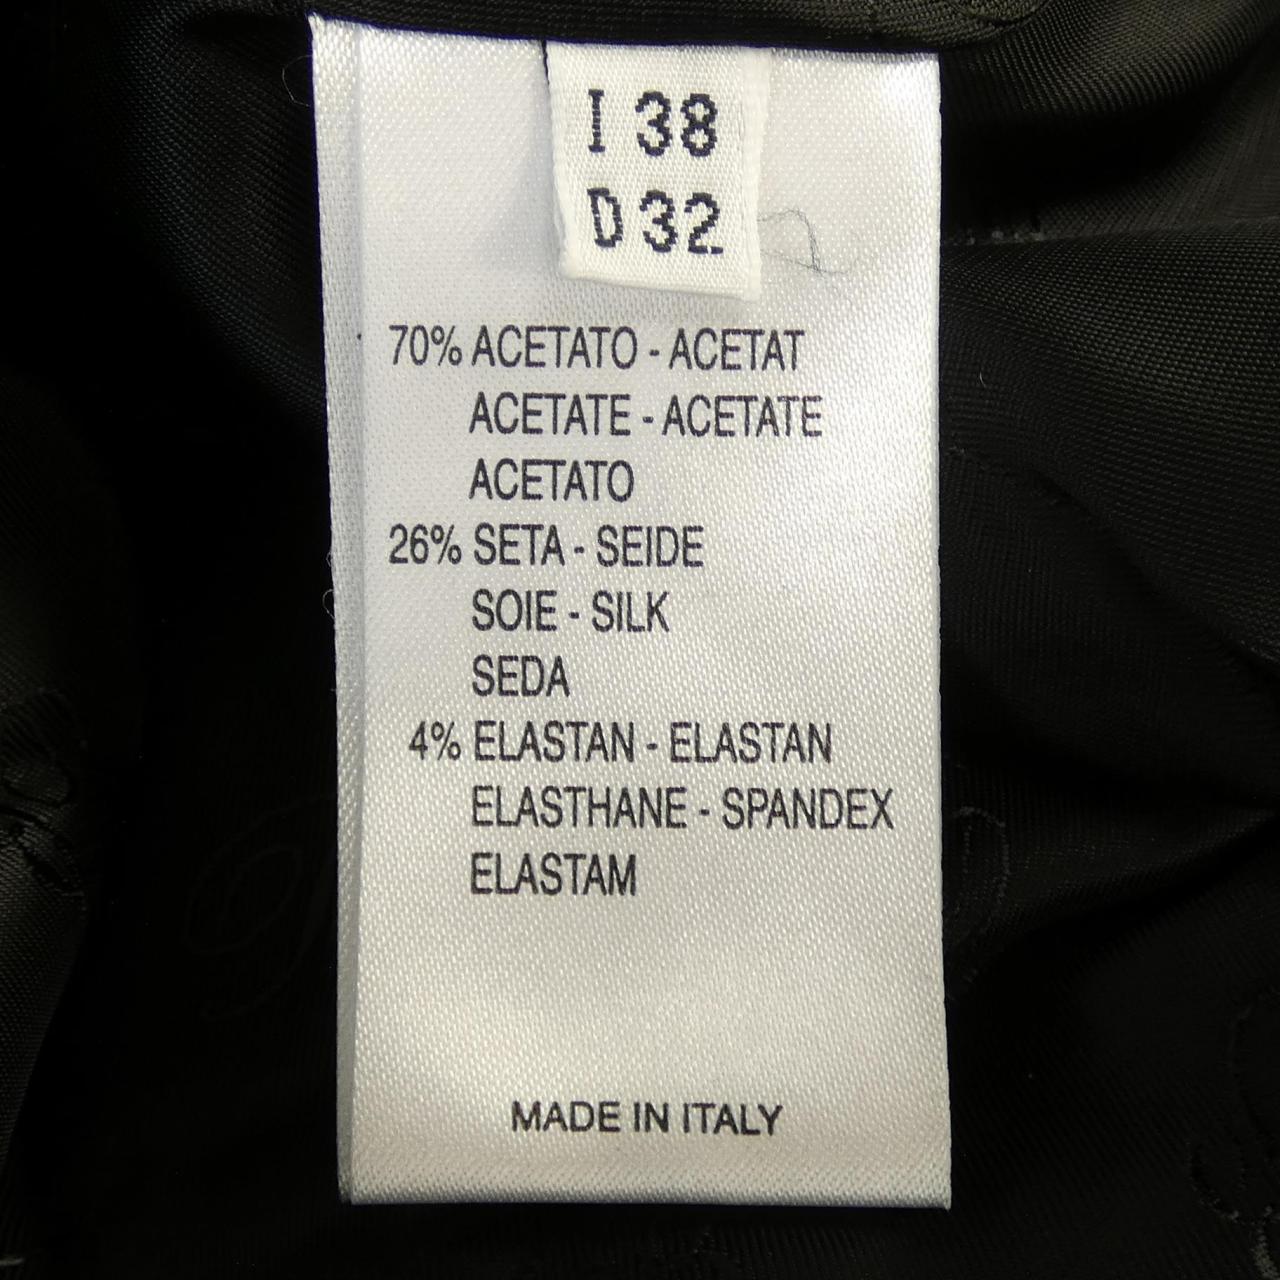 I 38
D 32
70% ACETATO - ACETAT
ACETATE - ACETATE
ACETATO
26% SETA - SEIDE
SOIE - SILK
SEDA
4% ELASTAN - ELASTAN
ELASTHANE - SPANDEX
ELASTAM
MADE IN ITALY